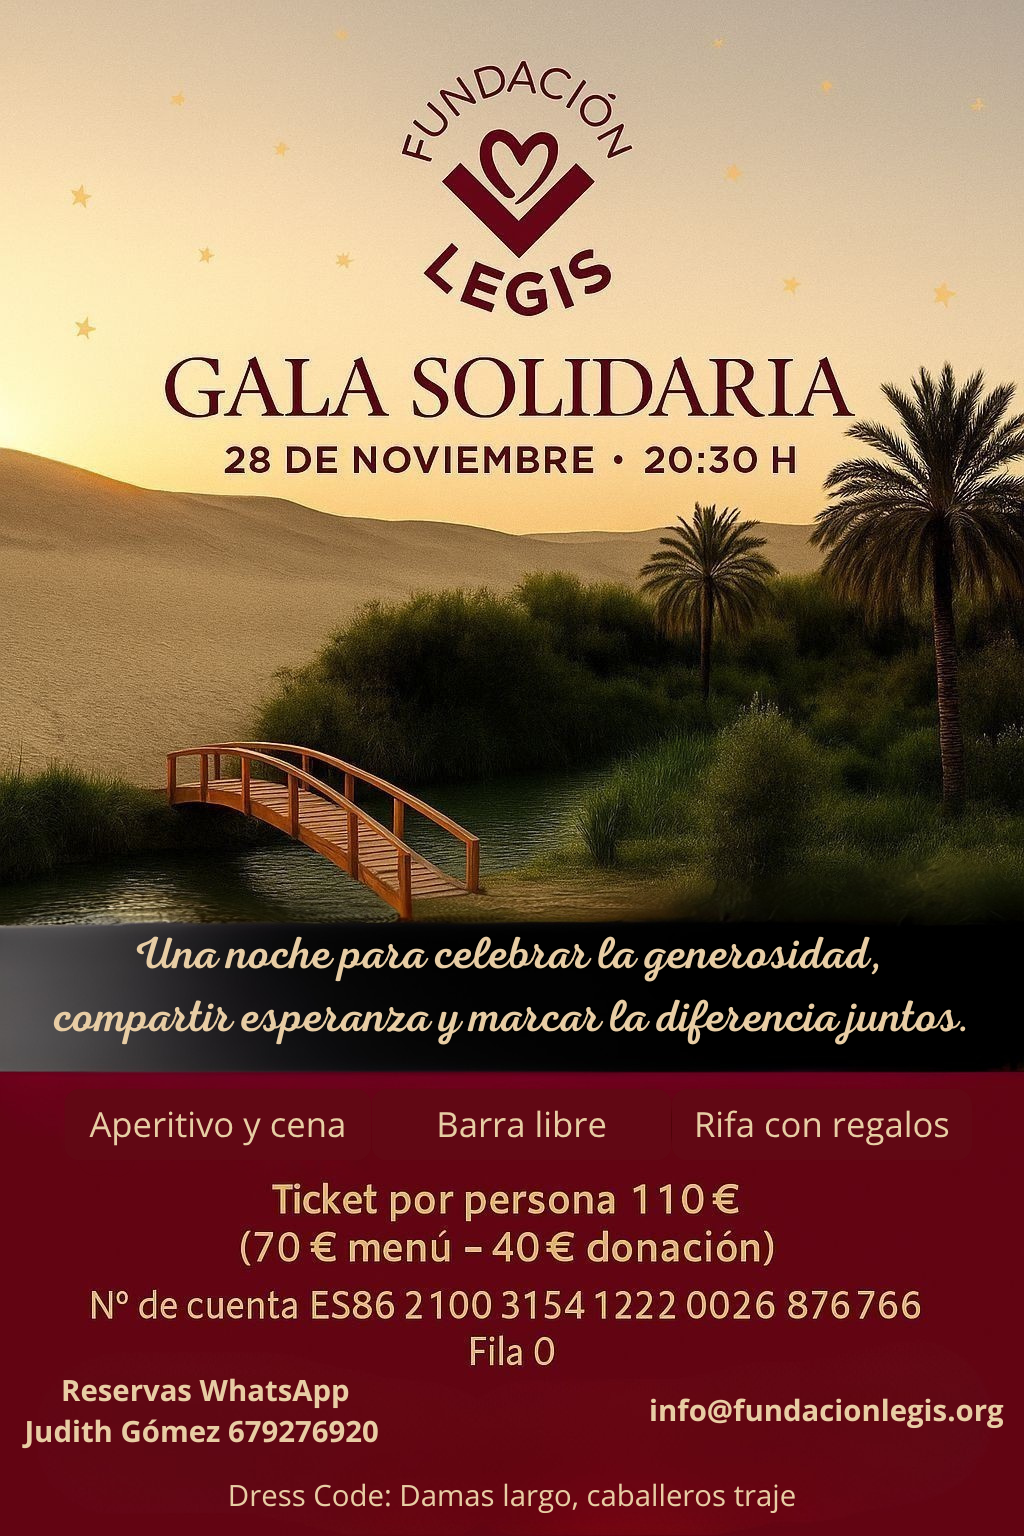 FUNDACIÓN
LEGIS
GALA SOLIDARIA
28 DE NOVIEMBRE • 20:30 H
Una noche para celebrar la generosidad,
compartir esperanza y marcar la diferencia juntos.
Aperitivo y cena
Barra libre
Rifa con regalos
Ticket por persona 110 €
(70 € menú – 40 € donación)
Nº de cuenta ES86 2100 3154 1222 0026 876766
Fila 0
Reservas WhatsApp
Judith Gómez 679276920
info@fundacionlegis.org
Dress Code: Damas largo, caballeros traje